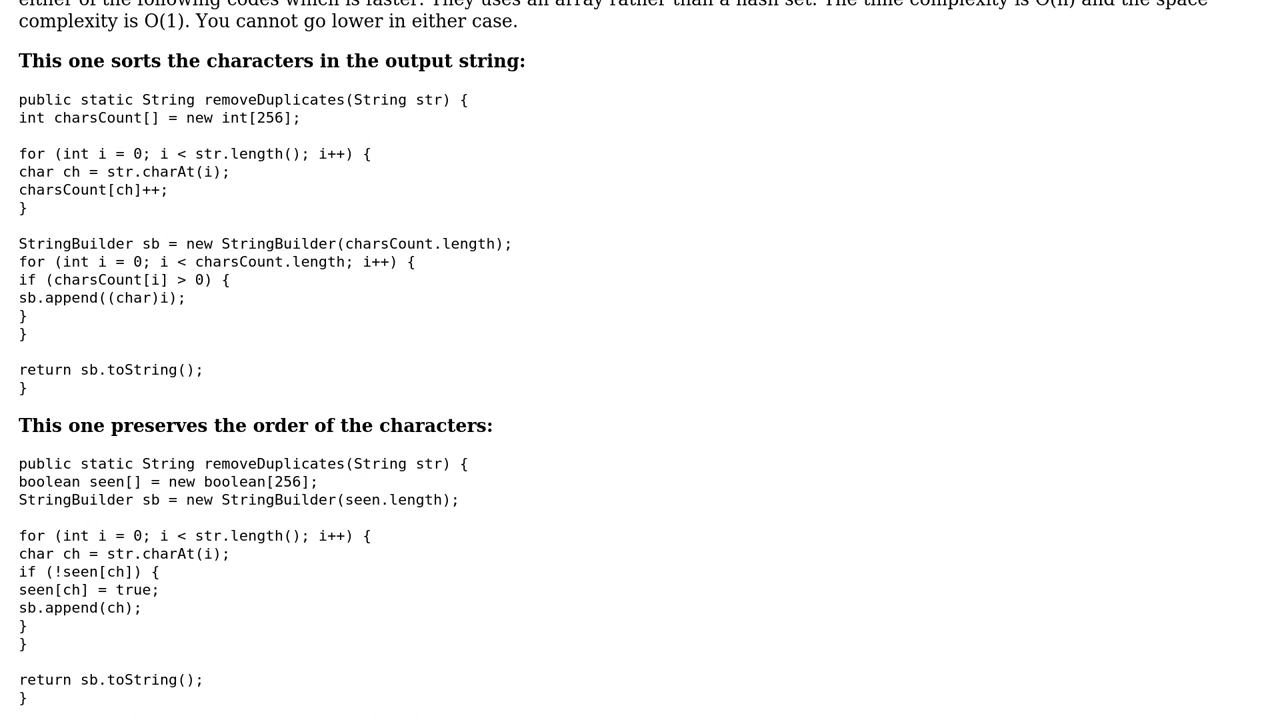 either of the following codes which is faster. They uses an array rather than a hash set. The time complexity is O(n) and the space
complexity is O(1). You cannot go lower in either case.
This one sorts the characters in the output string:
public static String removeDuplicates(String str) {
int charsCount[] = new int[256];
for (int i = 0; i < str.length(); i++) {
char ch = str.charAt(i);
charsCount[ch]++;
}
StringBuilder sb = new StringBuilder(charsCount.length);
for (int i = 0; i < charsCount.length; i++) {
if (charsCount[i] > 0) {
sb.append((char)i);
}
}
return sb.toString();
}
This one preserves the order of the characters:
public static String removeDuplicates(String str) {
boolean seen[] = new boolean[256];
StringBuilder sb = new StringBuilder(seen.length);
for (int i = 0; i < str.length(); i++) {
char ch = str.charAt(i);
if (!seen[ch]) {
seen[ch] = true;
sb.append(ch);
}
}
return sb.toString();
}